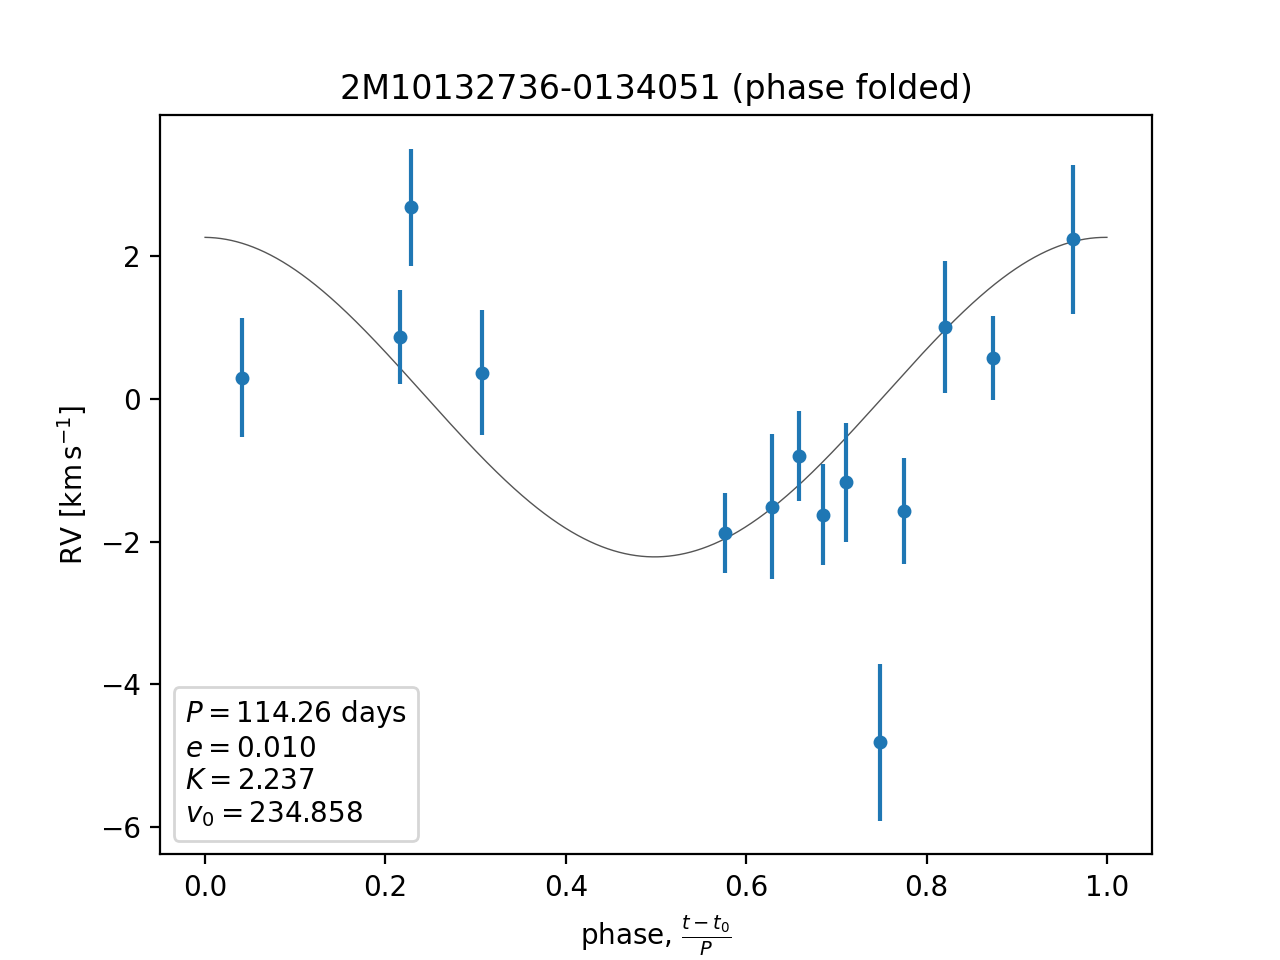 2M10132736-0134051 (phase folded)
RV [km s⁻¹]
2
0
−2
−4
−6
P = 114.26 days
e = 0.010
K = 2.237
v₀ = 234.858
0.0 0.2 0.4 0.6 0.8 1.0
phase, (t − t₀)/P